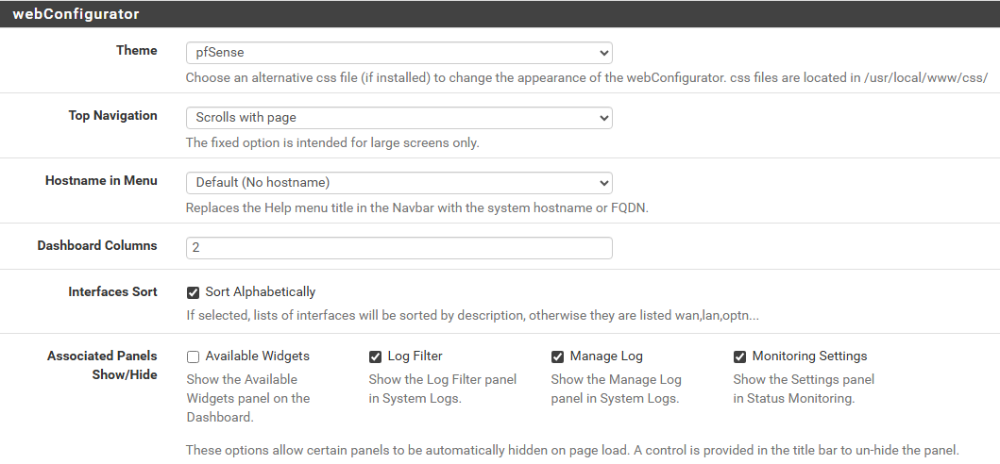 webConfigurator
Theme
pfSense
Choose an alternative css file (if installed) to change the appearance of the webConfigurator. css files are located in /usr/local/www/css/
Top Navigation
Scrolls with page
The fixed option is intended for large screens only.
Hostname in Menu
Default (No hostname)
Replaces the Help menu title in the Navbar with the system hostname or FQDN.
Dashboard Columns
2
Interfaces Sort
Sort Alphabetically
If selected, lists of interfaces will be sorted by description, otherwise they are listed wan,lan,optn...
Associated Panels
Show/Hide
Available Widgets
Show the Available
Widgets panel on the
Dashboard.
Log Filter
Show the Log Filter panel
in System Logs.
Manage Log
Show the Manage Log
panel in System Logs.
Monitoring Settings
Show the Settings panel
in Status Monitoring.
These options allow certain panels to be automatically hidden on page load. A control is provided in the title bar to un-hide the panel.